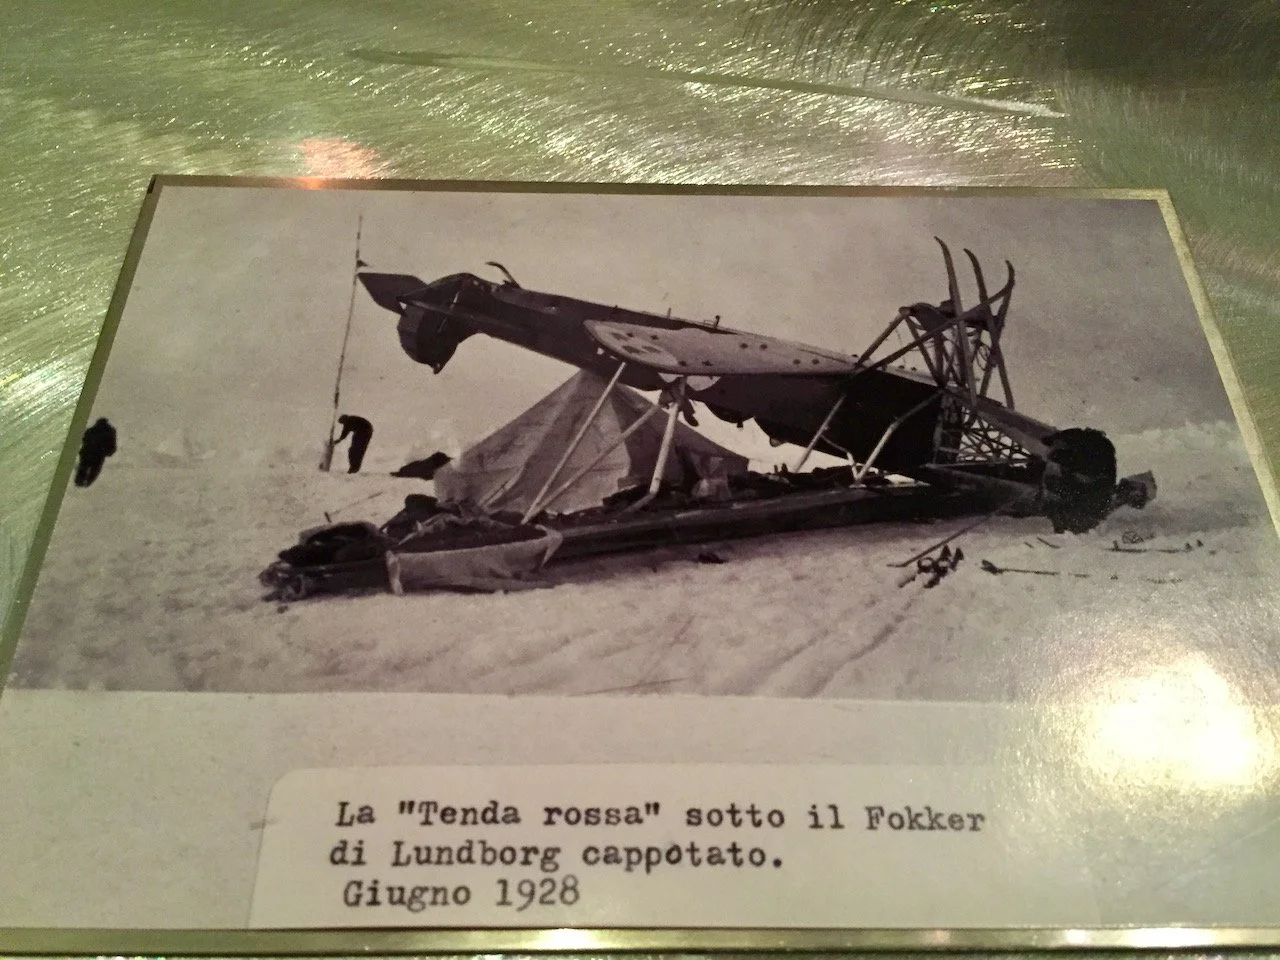 La "Tenda rossa" sotto il Fokker
di Lundborg cappotato.
Giugno 1928